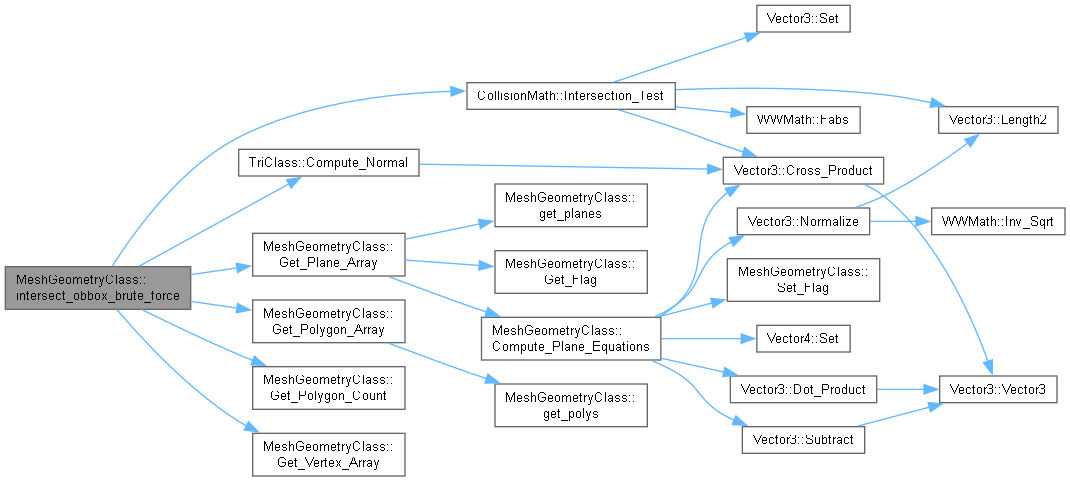 MeshGeometryClass::
intersect_obbox_brute_force
CollisionMath::Intersection_Test
TriClass::Compute_Normal
MeshGeometryClass::
Get_Plane_Array
MeshGeometryClass::
Get_Polygon_Array
MeshGeometryClass::
Get_Polygon_Count
MeshGeometryClass::
Get_Vertex_Array
MeshGeometryClass::
get_planes
MeshGeometryClass::
Get_Flag
MeshGeometryClass::
Compute_Plane_Equations
MeshGeometryClass::
get_polys
Vector3::Set
WWMath::Fabs
Vector3::Cross_Product
Vector3::Normalize
MeshGeometryClass::
Set_Flag
Vector4::Set
Vector3::Dot_Product
Vector3::Subtract
Vector3::Length2
WWMath::Inv_Sqrt
Vector3::Vector3